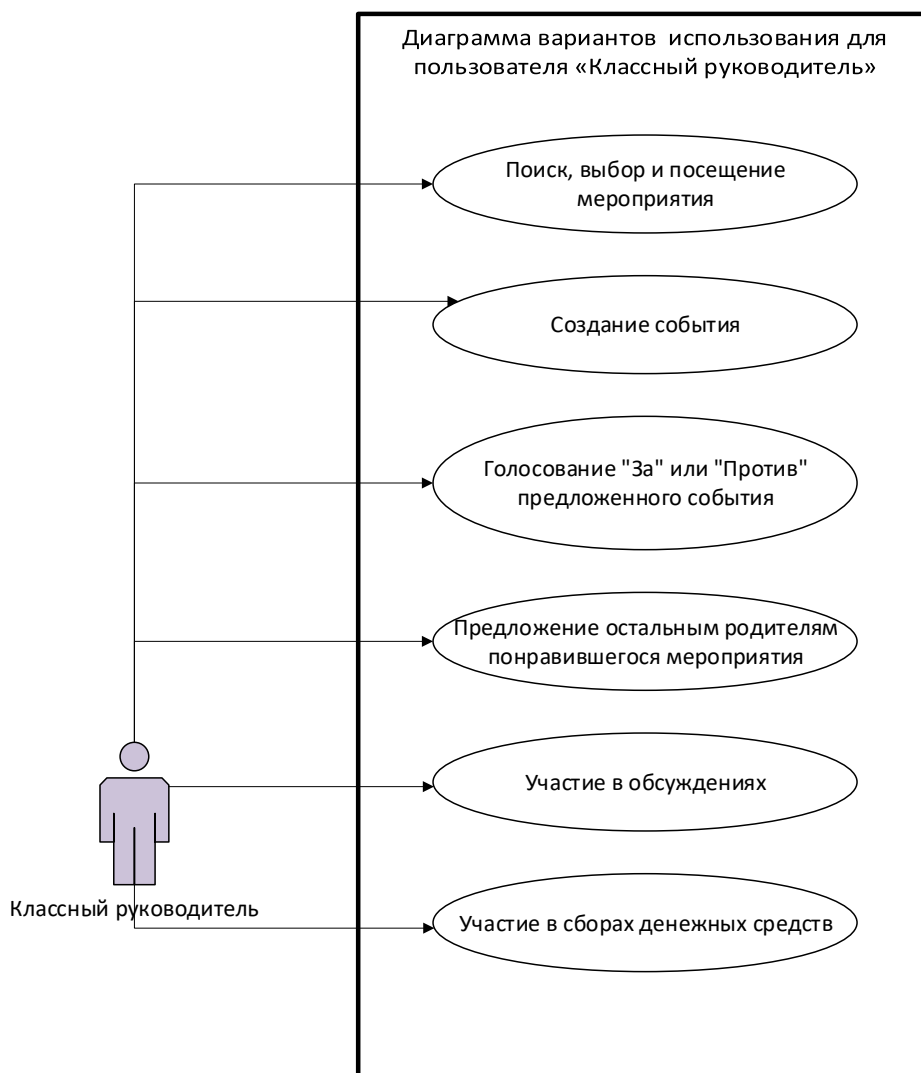 Диаграмма вариантов использования для
пользователя «Классный руководитель»
Поиск, выбор и посещение
мероприятия
Создание события
Голосование "За" или "Против"
предложенного события
Предложение остальным родителям
понравившегося мероприятия
Участие в обсуждениях
Классный руководитель
Участие в сборах денежных средств